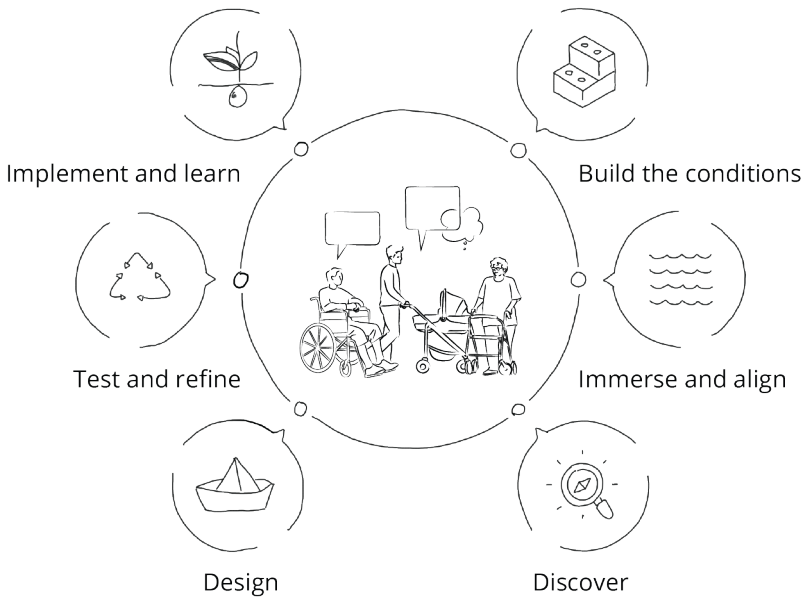 Implement and learn
Build the conditions
Test and refine
Immerse and align
Design
Discover